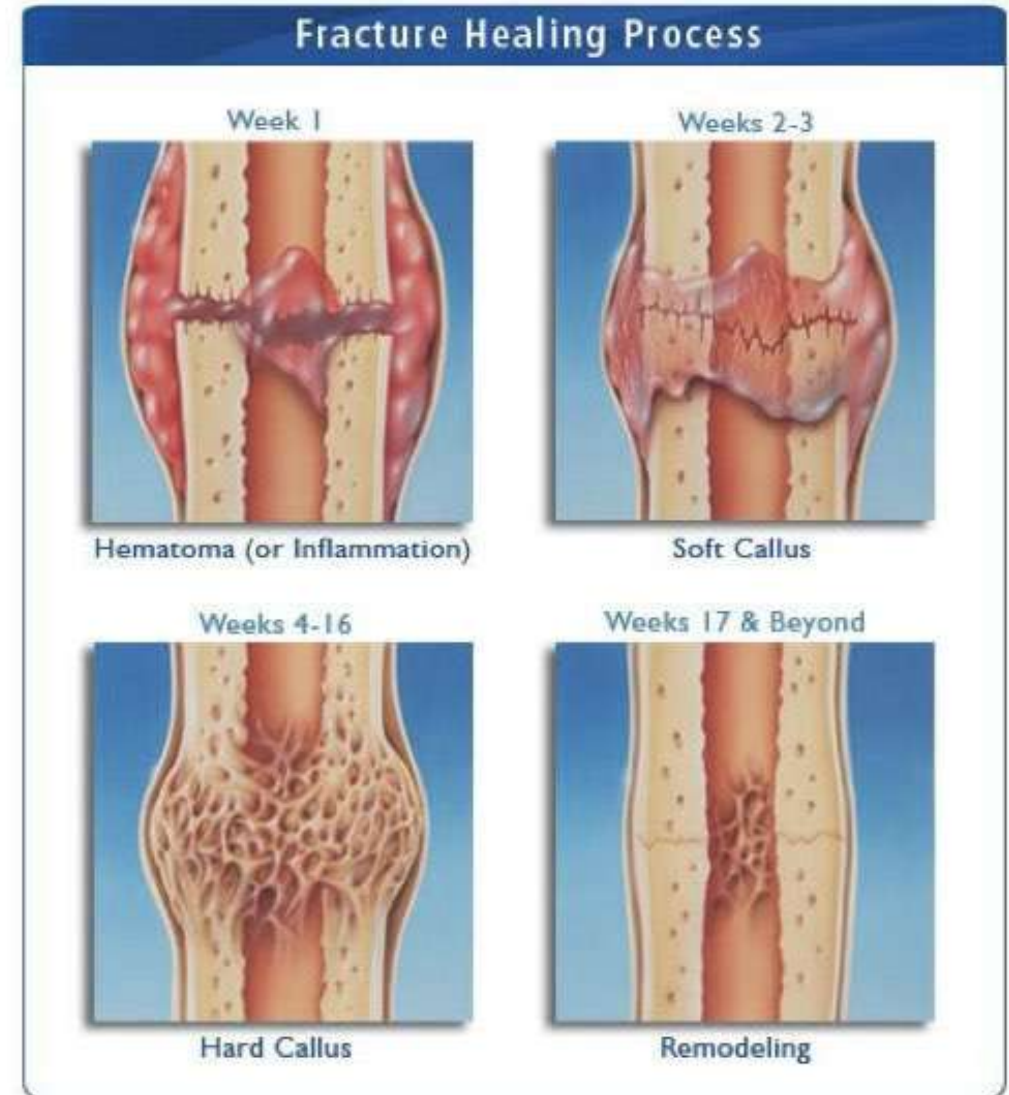 Fracture Healing Process
Week 1
Weeks 2-3
Hematoma (or Inflammation)
Soft Callus
Weeks 4-16
Weeks 17 & Beyond
Hard Callus
Remodeling